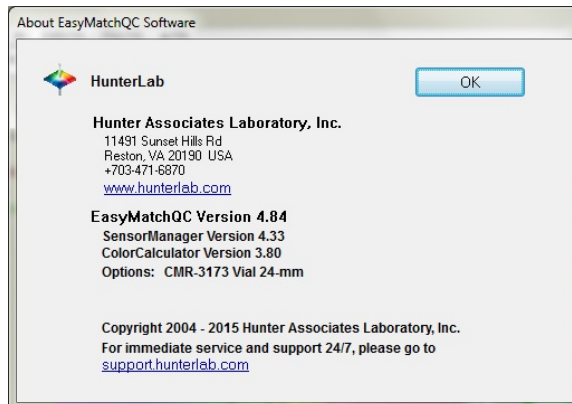 About EasyMatchQC Software
HunterLab
OK
Hunter Associates Laboratory, Inc.
11491 Sunset Hills Rd
Reston, VA 20190 USA
+703-471-6870
www.hunterlab.com
EasyMatchQC Version 4.84
SensorManager Version 4.33
ColorCalculator Version 3.80
Options: CMR-3173 Vial 24-mm
Copyright 2004 - 2015 Hunter Associates Laboratory, Inc.
For immediate service and support 24/7, please go to
support.hunterlab.com